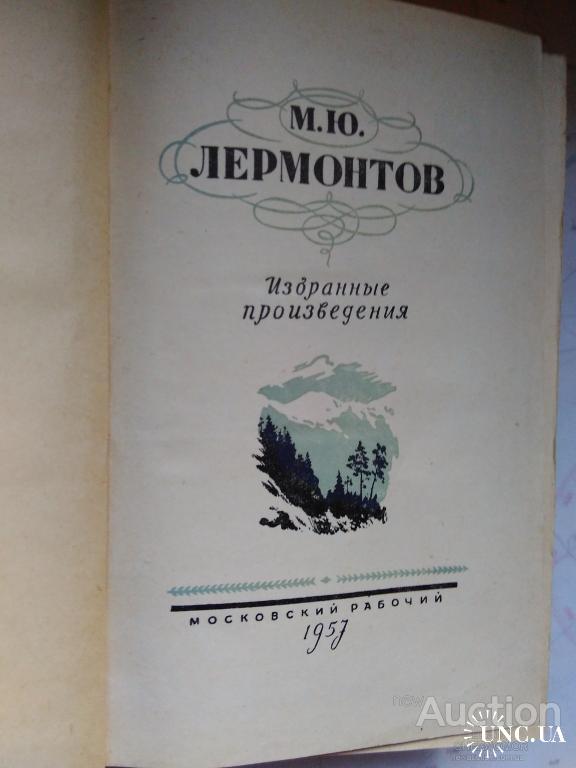 М.Ю.
ЛЕРМОНТОВ
Избранные
произведения
МОСКОВСКИЙ РАБОЧИЙ
1957
Auction
UNC.UA